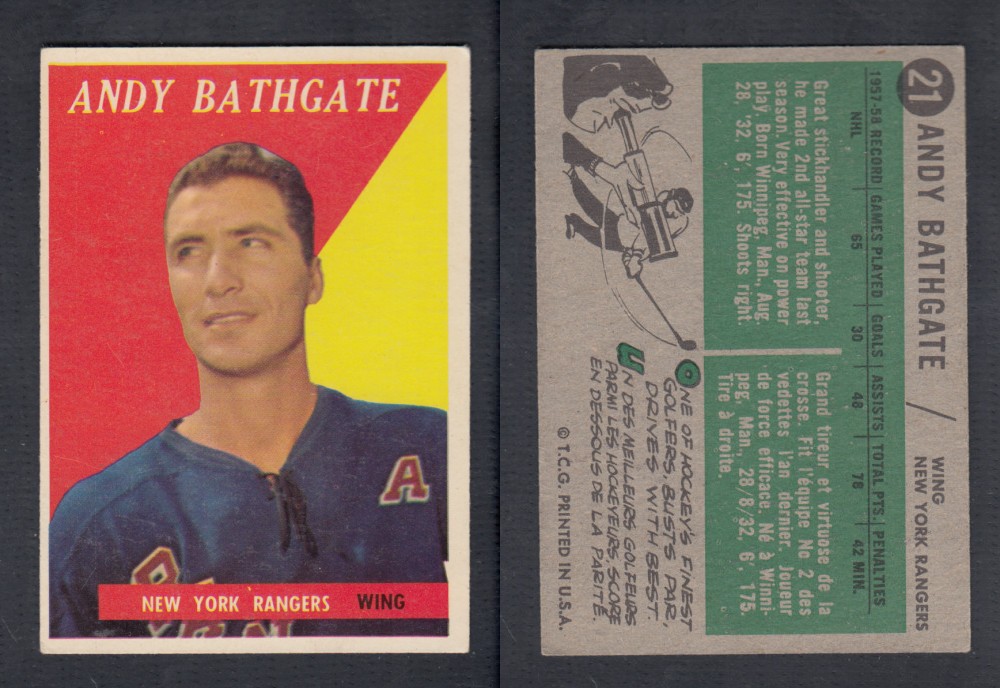 ANDY BATHGATE
A
NEW YORK RANGERS WING
21 ANDY BATHGATE / WING
NEW YORK RANGERS
1957-58 RECORD GAMES PLAYED GOALS ASSISTS TOTAL PTS. PENALTIES
NHL 65 30 48 78 42 MIN.
Great stickhandler and shooter,
he made 2nd all-star team last
season. Very effective on power
play. Born Winnipeg, Man., Aug.
28, '32, 6', 175. Shoots right.
Grand tireur et virtuose de la
crosse. Fit l'équipe No 2 des
vedettes l'an dernier. Joueur
de force efficace. Né à Winni-
peg, Man., 28/8/32, 6', 175.
Tire à droite.
ONE OF HOCKEY'S FINEST
GOLFERS, BUSTS PAR,
DRIVES WITH BEST.
UN DES MEILEURS GOLFEURS
PARMI LES HOCKEYEURS, SCORE
EN DESSOUS DE LA PARITÉ.
© T.C.G. PRINTED IN U.S.A.